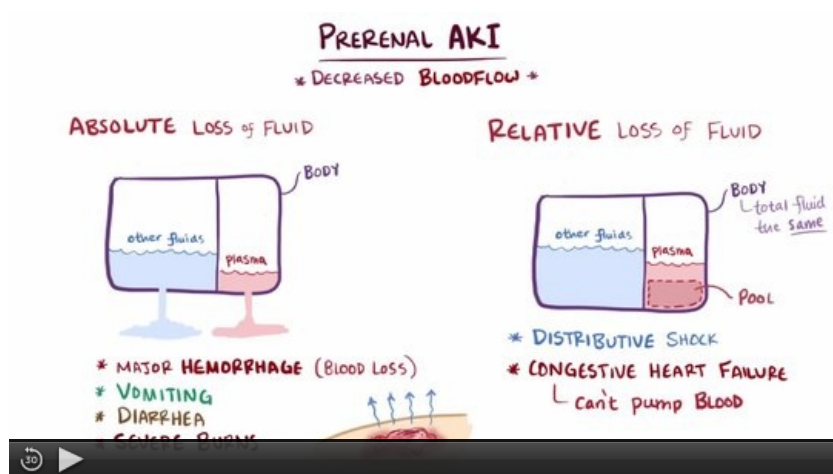 PRERENAL AKI
* DECREASED BLOODFLOW *
ABSOLUTE LOSS of FLUID
BODY
other fluids
plasma
* MAJOR HEMORRHAGE (BLOOD LOSS)
* VOMITING
* DIARRHEA
* SEVERE BURNS
RELATIVE LOSS of FLUID
BODY
total fluid
the same
other fluids
plasma
POOL
* DISTRIBUTIVE SHOCK
* CONGESTIVE HEART FAILURE
can't pump BLOOD
30